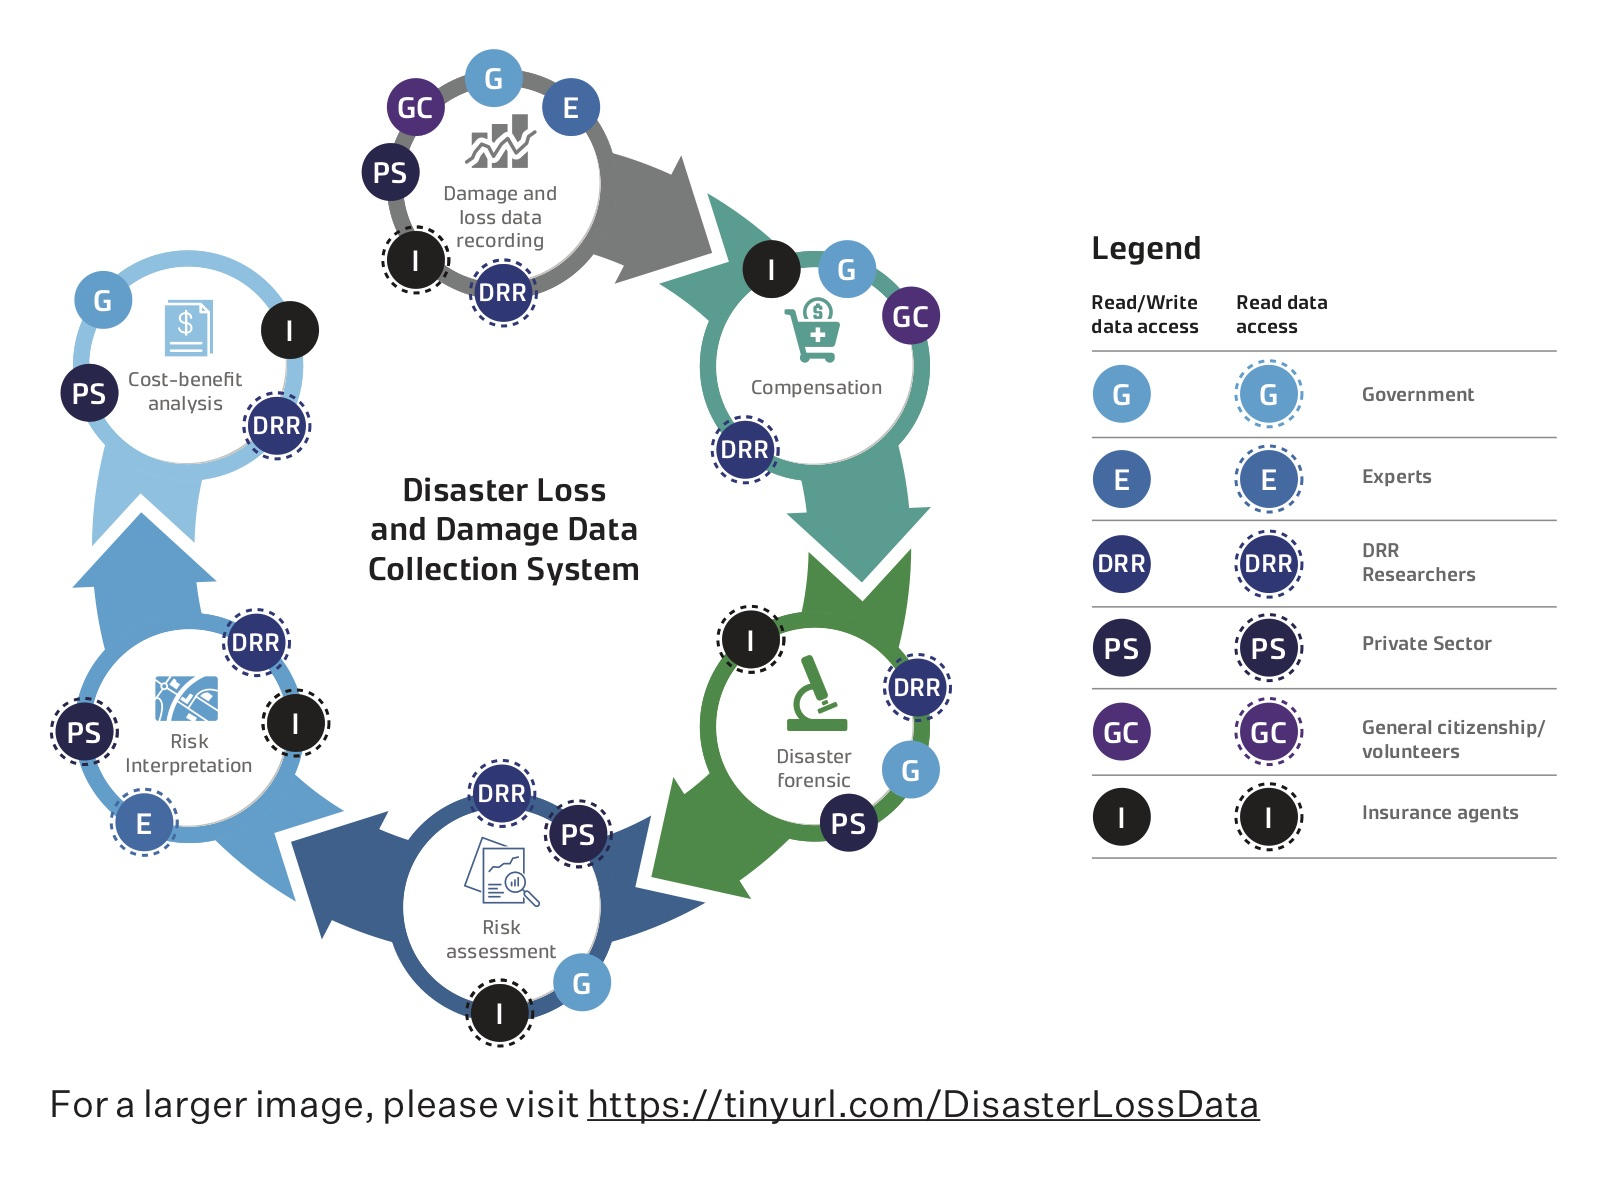 G
GC
E
PS
Damage and
loss data
recording
I
DRR
I
G
GC
Compensation
DRR
I
DRR
Disaster
forensic
G
PS
DRR
PS
Risk
assessment
G
I
DRR
PS
I
Risk
Interpretation
E
G
I
PS
Cost-benefit
analysis
DRR
Disaster Loss
and Damage Data
Collection System
Legend
Read/Write
data access
Read data
access
G G Government
E E Experts
DRR DRR DRR
Researchers
PS PS Private Sector
GC GC General citizenship/
volunteers
I I Insurance agents
For a larger image, please visit https://tinyurl.com/DisasterLossData